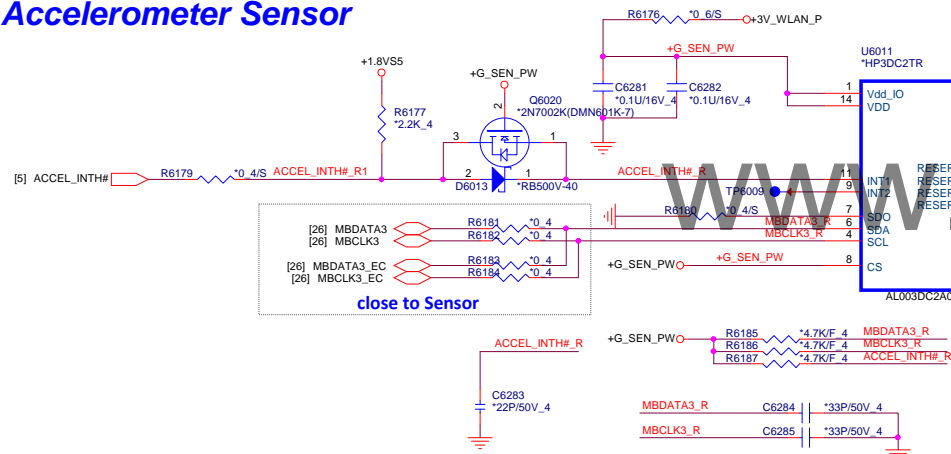 Accelerometer Sensor
R6176 *0_6/S +3V_WLAN_P
+G_SEN_PW
U6011
*HP3DC2TR
+1.8VS5
+G_SEN_PW
C6281 C6282
*0.1U/16V_4 *0.1U/16V_4
1 Vdd_IO
14 VDD
Q6020
*2N7002K(DMN601K-7)
R6177
*2.2K_4
2
3 1
[5] ACCEL_INTH# R6179 *0_4/S ACCEL_INTH#_R1
2 1
D6013 *RB500V-40
ACCEL_INTH#_R
11 INT1
TP6009 9 INT2
RESER
RESER
RESER
RESER
WWW
R6180 *0_4/S 7 SDO
MBDATA3_R 6 SDA
MBCLK3_R 4 SCL
[26] MBDATA3 R6181 *0_4
[26] MBCLK3 R6182 *0_4
[26] MBDATA3_EC R6183 *0_4
[26] MBCLK3_EC R6184 *0_4
close to Sensor
+G_SEN_PW +G_SEN_PW 8 CS
AL003DC2A0
ACCEL_INTH#_R
C6283
*22P/50V_4
+G_SEN_PW
R6185 *4.7K/F_4 MBDATA3_R
R6186 *4.7K/F_4 MBCLK3_R
R6187 *4.7K/F_4 ACCEL_INTH#_R
MBDATA3_R C6284 *33P/50V_4
MBCLK3_R C6285 *33P/50V_4